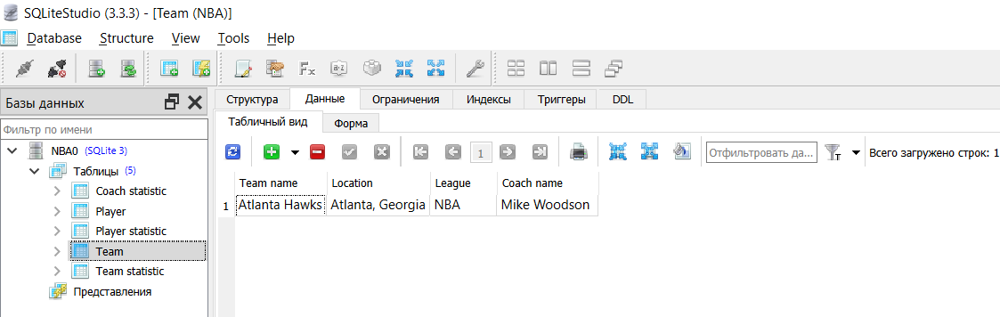 SQLiteStudio (3.3.3) - [Team (NBA)]
Database Structure View Tools Help
Базы данных
Фильтр по имени
NBA0 (SQLite 3)
Таблицы (5)
Coach statistic
Player
Player statistic
Team
Team statistic
Представления
Структура Данные Ограничения Индексы Триггеры DDL
Табличный вид Форма
1 Отфильтровать да... T Всего загружено строк: 1
Team name Location League Coach name
1 Atlanta Hawks Atlanta, Georgia NBA Mike Woodson